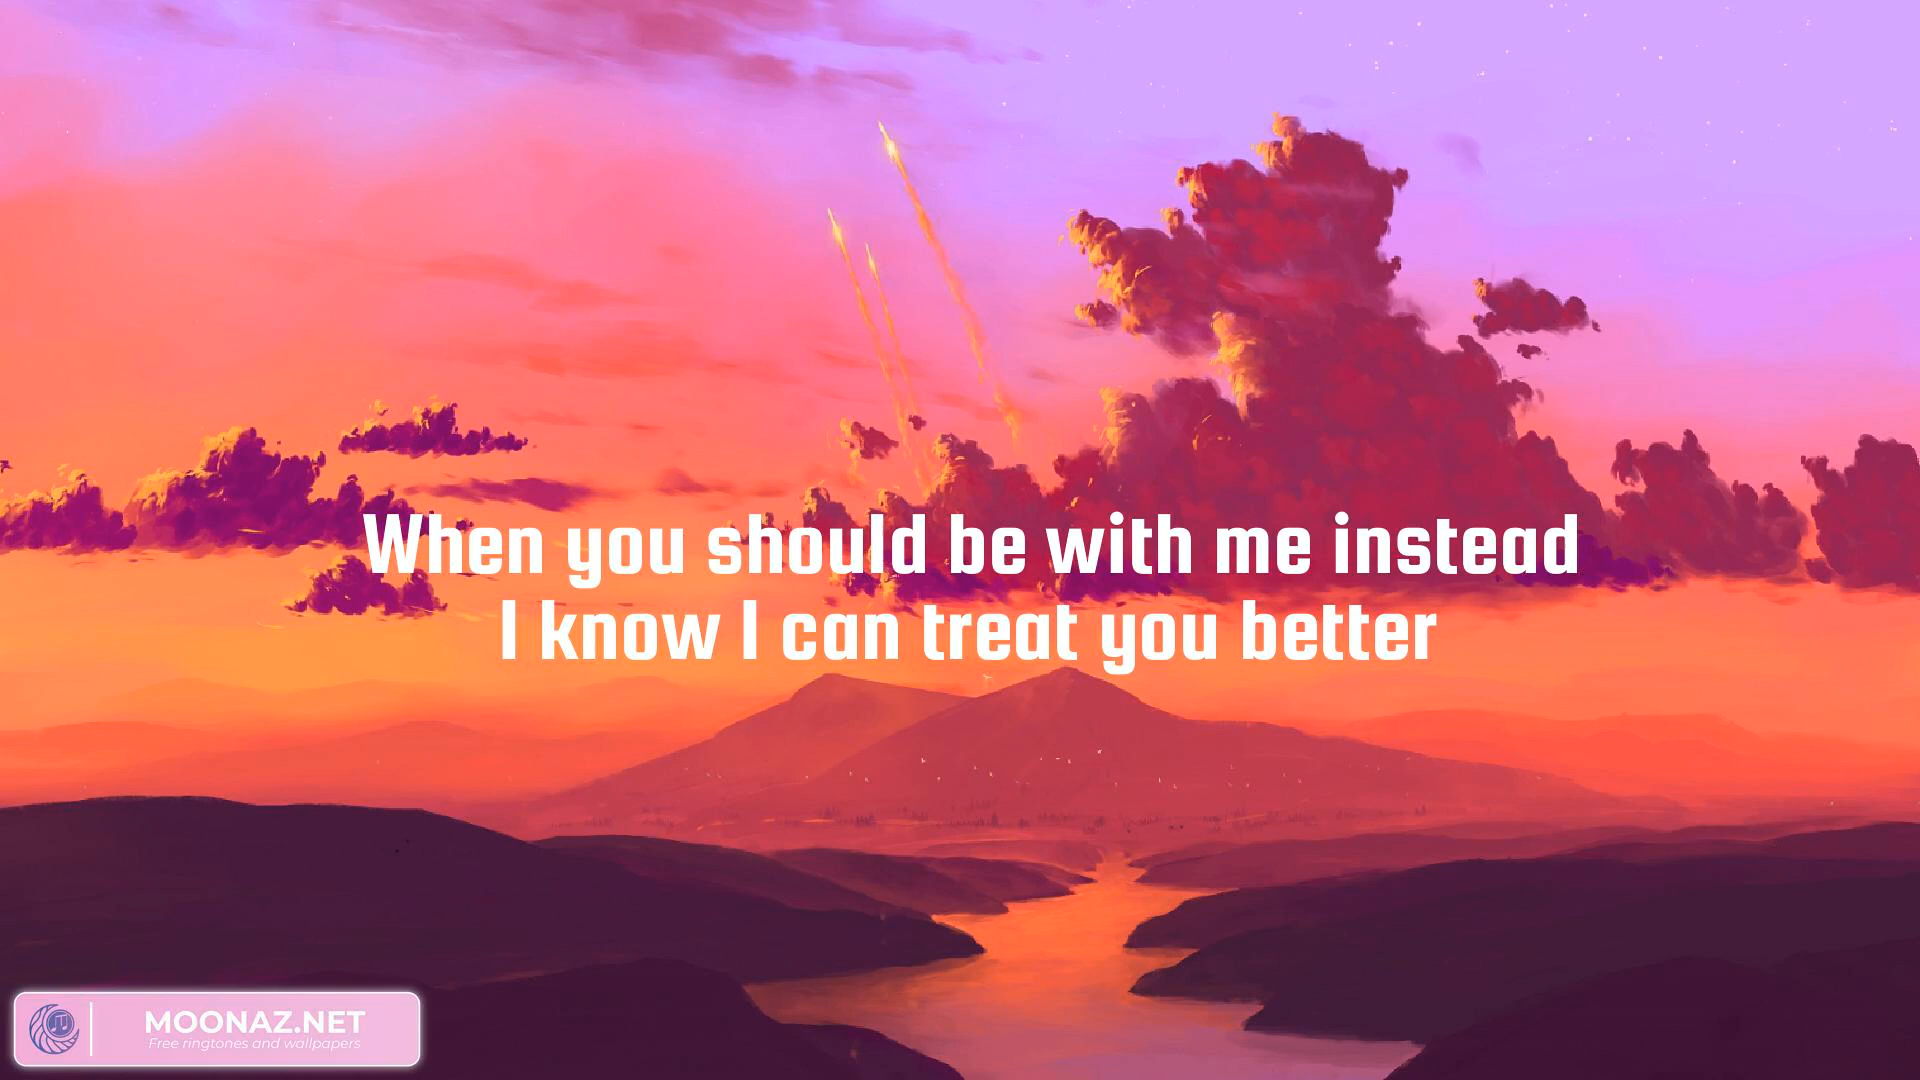 When you should be with me instead
I know I can treat you better
MOONAZ.NET
Free ringtones and wallpapers